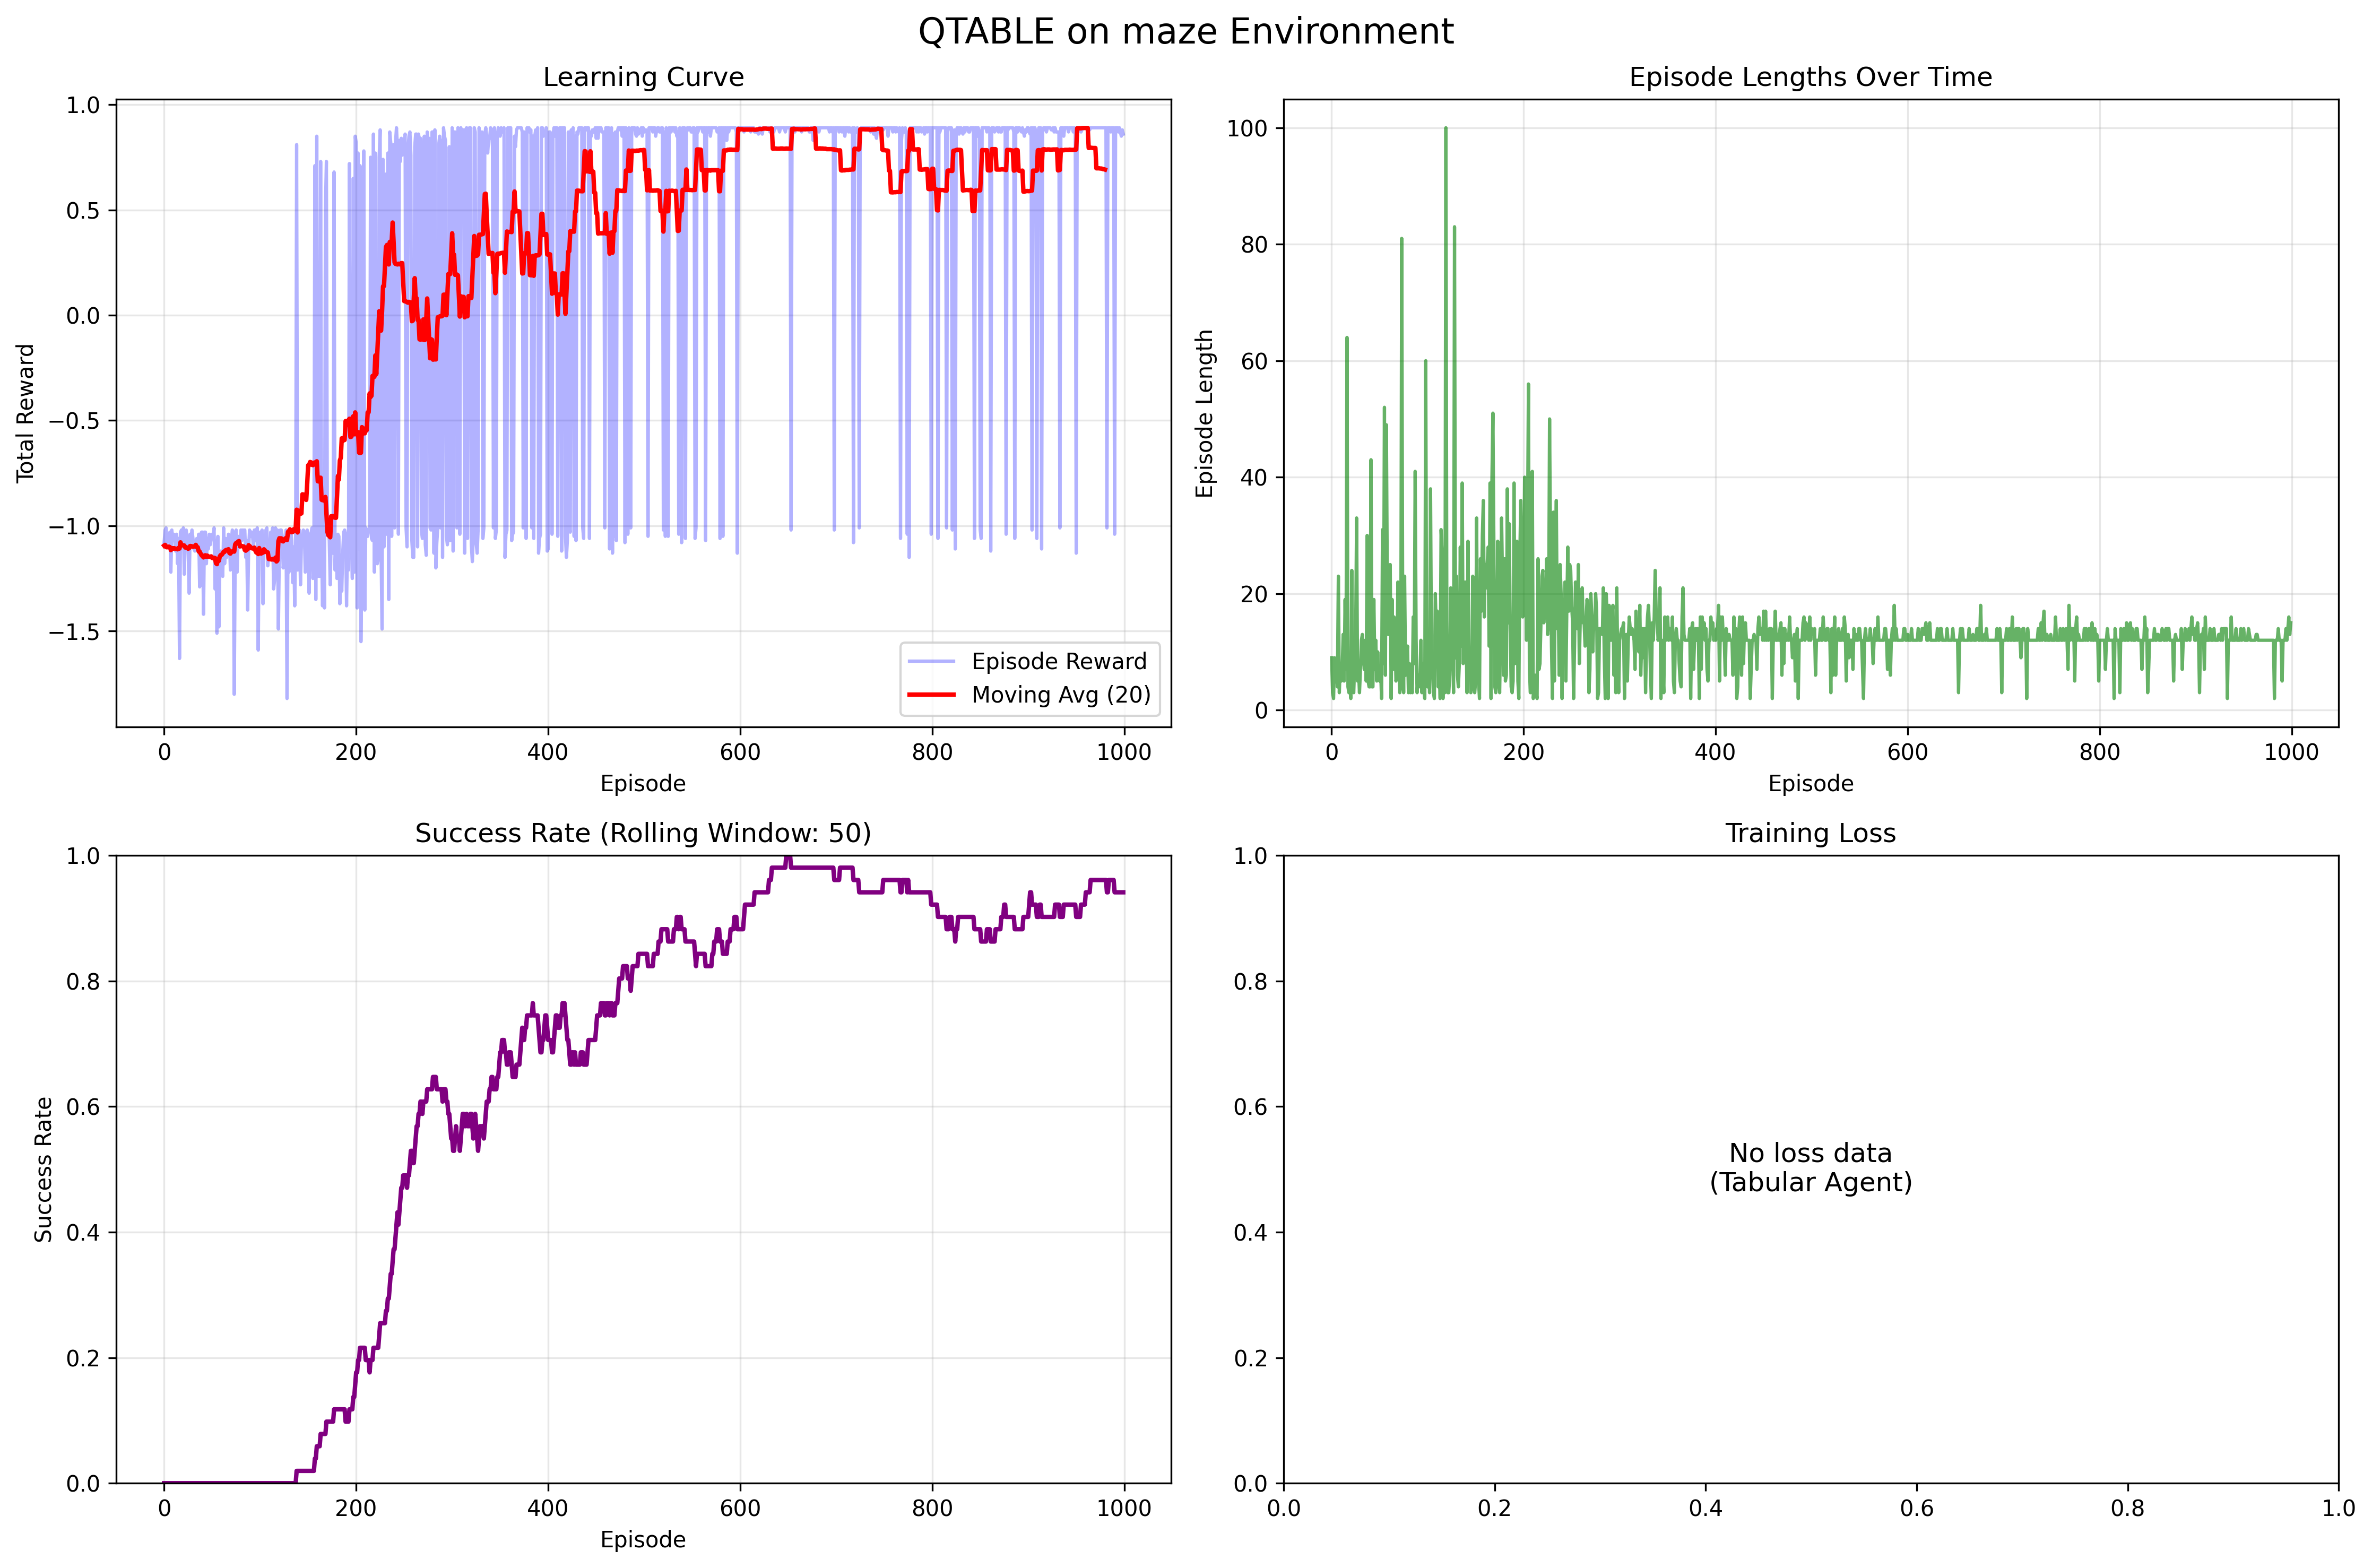 QTABLE on maze Environment
Learning Curve
Total Reward
1.0
0.5
0.0
−0.5
−1.0
−1.5
0 200 400 600 800 1000
Episode
Episode Reward
Moving Avg (20)
Episode Lengths Over Time
Episode Length
100
80
60
40
20
0
0 200 400 600 800 1000
Episode
Success Rate (Rolling Window: 50)
Success Rate
1.0
0.8
0.6
0.4
0.2
0.0
0 200 400 600 800 1000
Episode
Training Loss
1.0
0.8
0.6
0.4
0.2
0.0
No loss data
(Tabular Agent)
0.0 0.2 0.4 0.6 0.8 1.0